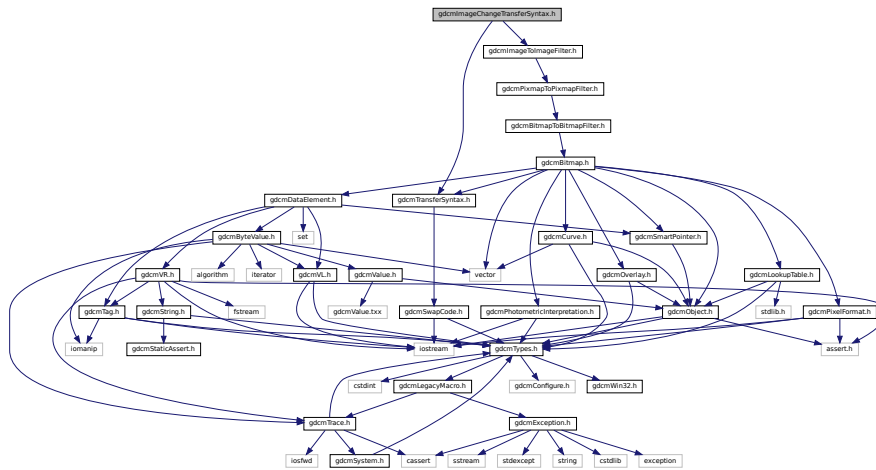 gdcmImageChangeTransferSyntax.h
gdcmImageToImageFilter.h
gdcmPixmapToPixmapFilter.h
gdcmBitmapToBitmapFilter.h
gdcmBitmap.h
gdcmDataElement.h
gdcmTransferSyntax.h
gdcmByteValue.h
set
gdcmCurve.h
gdcmSmartPointer.h
gdcmVR.h
algorithm
iterator
gdcmVL.h
gdcmValue.h
vector
gdcmOverlay.h
gdcmLookupTable.h
gdcmTag.h
gdcmString.h
fstream
gdcmValue.txx
gdcmSwapCode.h
gdcmPhotometricInterpretation.h
gdcmObject.h
stdlib.h
gdcmPixelFormat.h
iomanip
gdcmStaticAssert.h
iostream
gdcmTypes.h
assert.h
cstdint
gdcmLegacyMacro.h
gdcmConfigure.h
gdcmWin32.h
gdcmTrace.h
gdcmException.h
iosfwd
gdcmSystem.h
cassert
sstream
stdexcept
string
cstdlib
exception